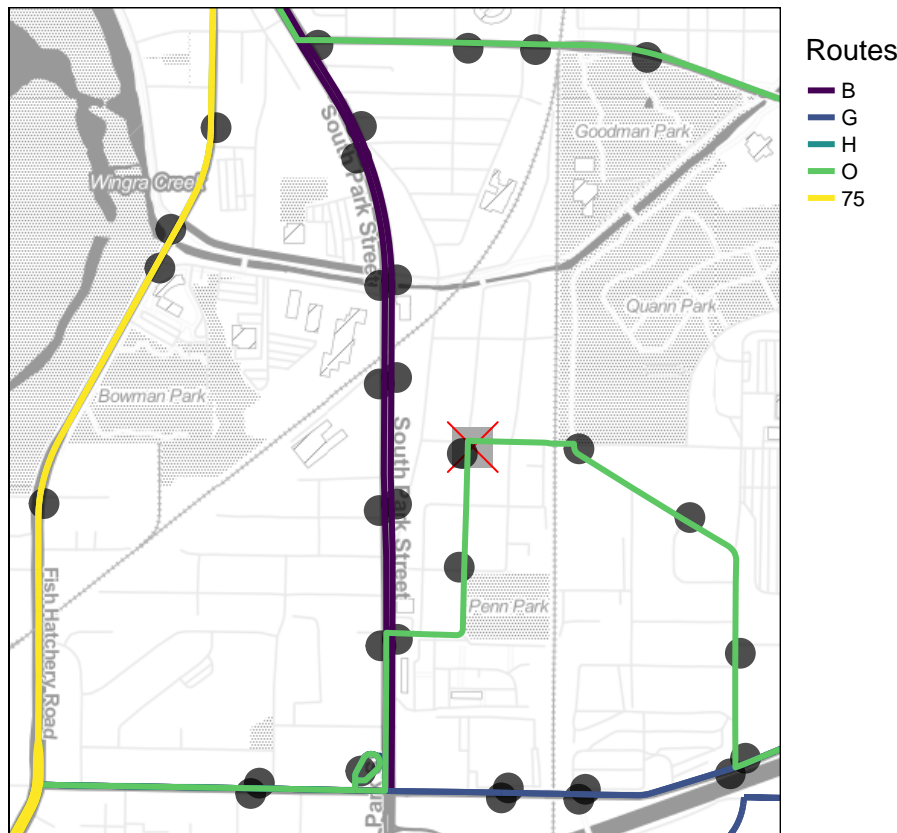 Routes
B
G
H
O
75
Goodman Park
South Park Street
Wingra Creek
Quann Park
Bowman Park
South Park Street
Fish Hatchery Road
Penn Park
Park